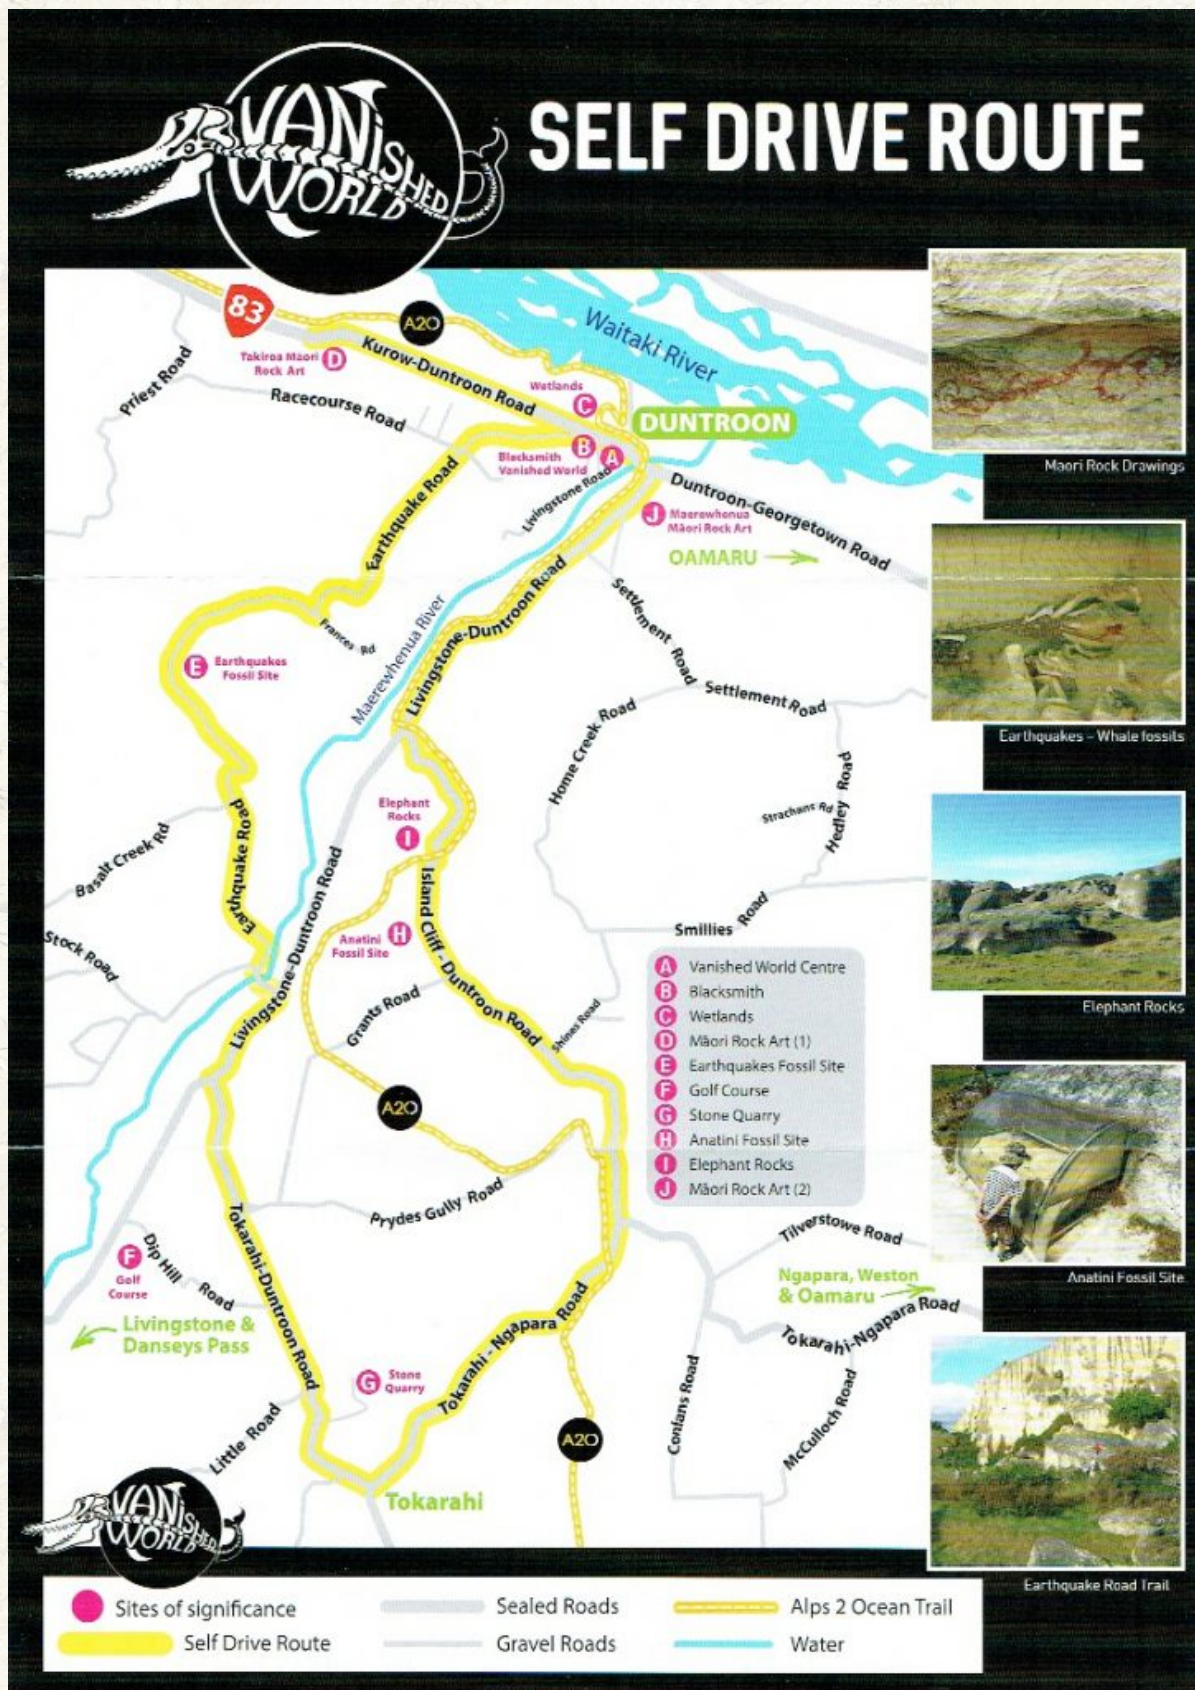 VANiSHED
WORLD
SELF DRIVE ROUTE
83
A2O
Waitaki River
Takiroa Maori
Rock Art
D
Kurow-Duntroon Road
Priest Road
Racecourse Road
Wetlands
C
DUNTROON
Blacksmith
Vanished World
B
A
Livingstone Road
Duntroon-Georgetown Road
J
Maerewhenua
Māori Rock Art
OAMARU
Maori Rock Drawings
Earthquake Road
Settlement Road
Frances Rd
Maerewhenua River
Livingstone-Duntroon Road
E
Earthquakes
Fossil Site
Settlement Road
Home Creek Road
Hedley Road
Strachans Rd
Earthquakes - Whale fossits
Elephant
Rocks
I
Earthquake Road
Basalt Creek Rd
Livingstone-Duntroon Road
Island Cliff - Duntroon Road
Anatini
Fossil Site
H
Smillies Road
Stock Road
Grants Road
Shines Road
A Vanished World Centre
B Blacksmith
C Wetlands
D Māori Rock Art (1)
E Earthquakes Fossil Site
F Golf Course
G Stone Quarry
H Anatini Fossil Site
I Elephant Rocks
J Māori Rock Art (2)
Elephant Rocks
A2O
Prydes Gully Road
Tokarahi-Duntroon Road
F
Golf
Course
Dip Hill Road
Livingstone &
Danseys Pass
Tilverstowe Road
Ngapara, Weston
& Oamaru
Tokarahi-Ngapara Road
Anatini Fossil Site
Tokarahi - Ngapara Road
G
Stone
Quarry
Little Road
A2O
Conlans Road
McCulloch Road
Tokarahi
VANiSHED
WORLD
Earthquake Road Trail
Sites of significance
Sealed Roads
Alps 2 Ocean Trail
Self Drive Route
Gravel Roads
Water